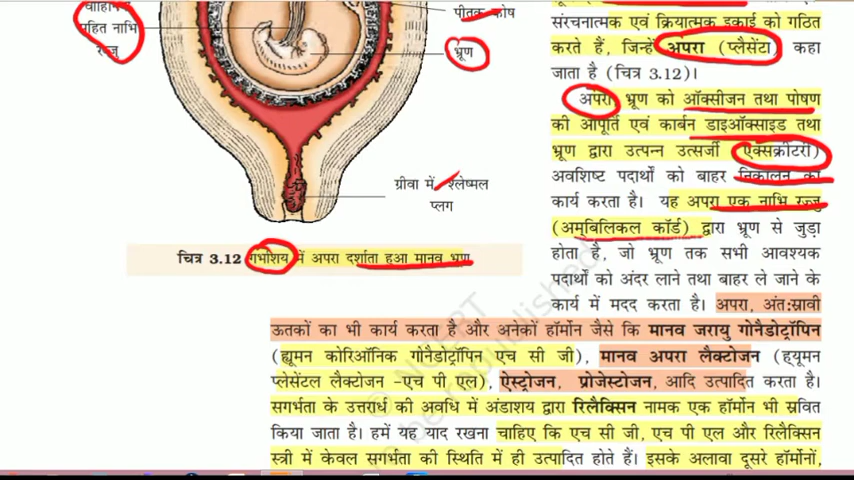 सहित नाभि
रज्जु
पीतक कोष
भ्रूण
ग्रीवा में श्लेष्मल
प्लग
चित्र 3.12 गर्भाशय में अपरा दर्शाता हुआ मानव भ्रूण
संरचनात्मक एवं क्रियात्मक इकाई को गठित
करते हैं, जिन्हें अपरा (प्लैसेंटा) कहा
जाता है (चित्र 3.12)।
अपरा भ्रूण को ऑक्सीजन तथा पोषण
की आपूर्ति एवं कार्बन डाइऑक्साइड तथा
भ्रूण द्वारा उत्पन्न उत्सर्जी (एक्सक्रीटरी)
अवशिष्ट पदार्थों को बाहर निकालने का
कार्य करता है। यह अपरा एक नाभि रज्जु
(अम्बिलिकल कॉर्ड) द्वारा भ्रूण से जुड़ा
होता है, जो भ्रूण तक सभी आवश्यक
पदार्थों को अंदर लाने तथा बाहर ले जाने के
कार्य में मदद करता है। अपरा, अंत:स्रावी
ऊतकों का भी कार्य करता है और अनेकों हॉर्मोन जैसे कि मानव जरायु गोनैडोट्रॉपिन
(ह्यूमन कोरिऑनिक गोनैडोट्रॉपिन एच सी जी), मानव अपरा लैक्टोजन (ह्यूमन
प्लेसेंटल लैक्टोजन -एच पी एल), ऐस्ट्रोजन, प्रोजेस्टोजन, आदि उत्पादित करता है।
सगर्भता के उत्तरार्ध की अवधि में अंडाशय द्वारा रिलैक्सिन नामक एक हॉर्मोन भी स्रवित
किया जाता है। हमें यह याद रखना चाहिए कि एच सी जी, एच पी एल और रिलैक्सिन
स्त्री में केवल सगर्भता की स्थिति में ही उत्पादित होते हैं। इसके अलावा दूसरे हॉर्मोनों,
© NCERT
be republished